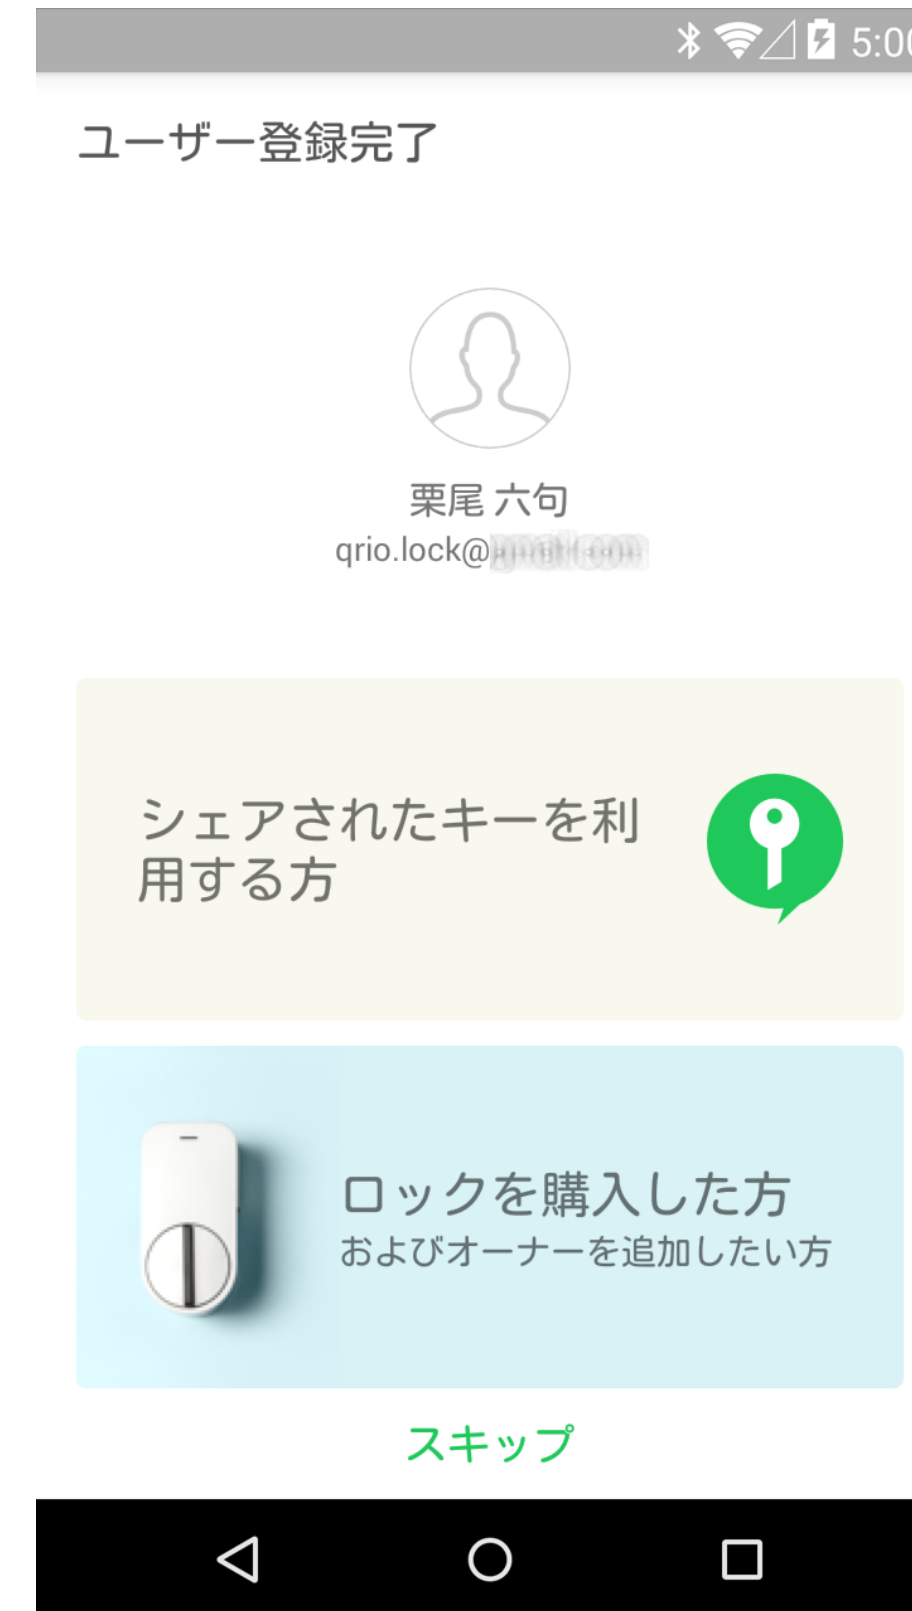 5:00
ユーザー登録完了
栗尾 六句
qrio.lock@
シェアされたキーを利
用する方
ロックを購入した方
およびオーナーを追加したい方
スキップ